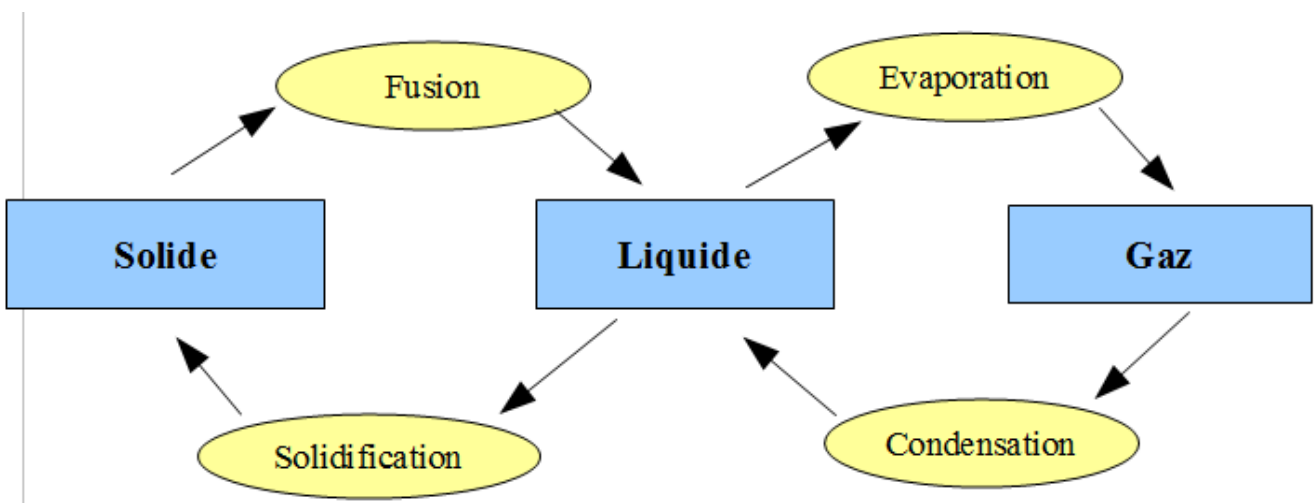 Fusion
Evaporation
Solide
Liquide
Gaz
Solidification
Condensation